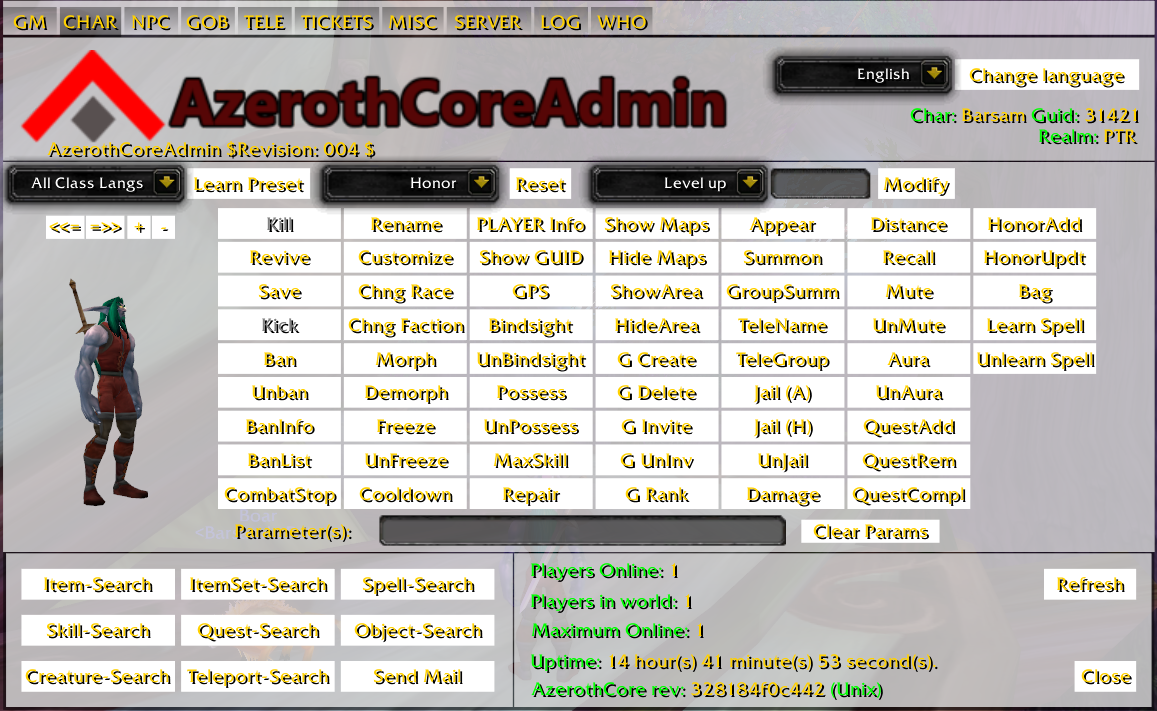 GM CHAR NPC GOB TELE TICKETS MISC SERVER LOG WHO
AzerothCoreAdmin
English Change language
Char: Barsam Guid: 31421
Realm: PTR
AzerothCoreAdmin $Revision: 004 $
All Class Langs Learn Preset Honor Reset Level up Modify
<<= =>> + -
Kill Rename PLAYER Info Show Maps Appear Distance HonorAdd
Revive Customize Show GUID Hide Maps Summon Recall HonorUpdt
Save Chng Race GPS ShowArea GroupSumm Mute Bag
Kick Chng Faction Bindsight HideArea TeleName UnMute Learn Spell
Ban Morph UnBindsight G Create TeleGroup Aura Unlearn Spell
Unban Demorph Possess G Delete Jail (A) UnAura
BanInfo Freeze UnPossess G Invite Jail (H) QuestAdd
BanList UnFreeze MaxSkill G UnInv UnJail QuestRem
CombatStop Cooldown Repair G Rank Damage QuestCompl
Parameter(s): Clear Params
Item-Search ItemSet-Search Spell-Search
Skill-Search Quest-Search Object-Search
Creature-Search Teleport-Search Send Mail
Players Online: 1
Players in world: 1
Maximum Online: 1
Uptime: 14 hour(s) 41 minute(s) 53 second(s).
AzerothCore rev: 328184f0c442 (Unix)
Refresh
Close